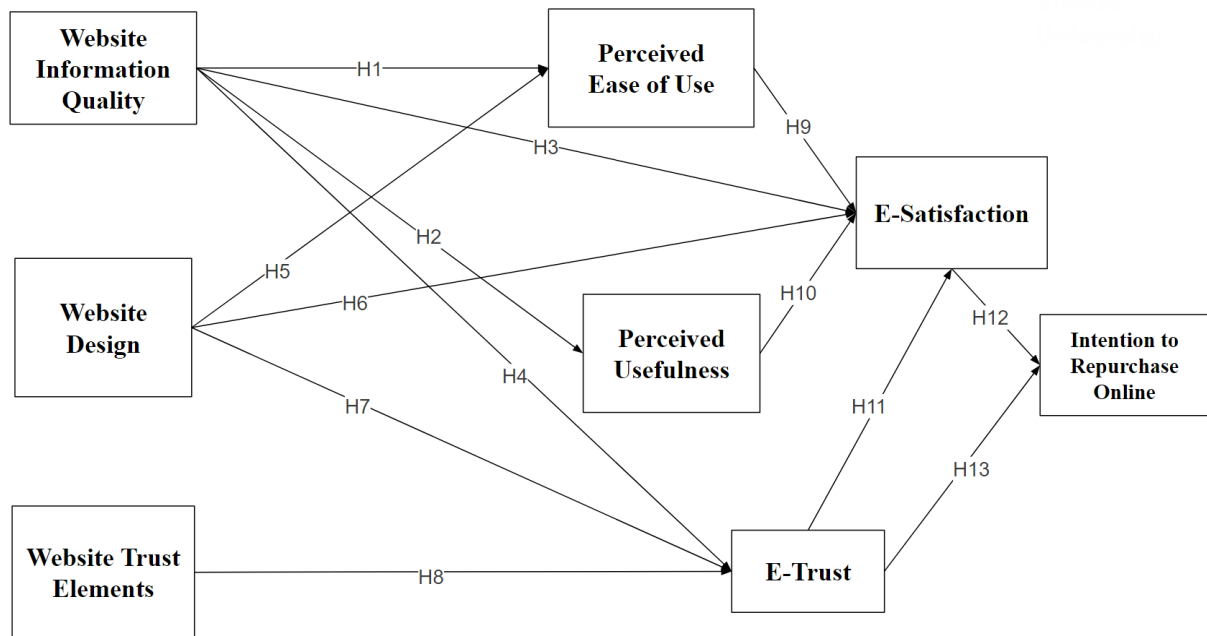 Website
Information
Quality
H1
Perceived
Ease of Use
H9
H3
E-Satisfaction
H2
H5
Website
Design
H6
H10
H12
Perceived
Usefulness
Intention to
Repurchase
Online
H4
H7
H11
H13
Website Trust
Elements
H8
E-Trust